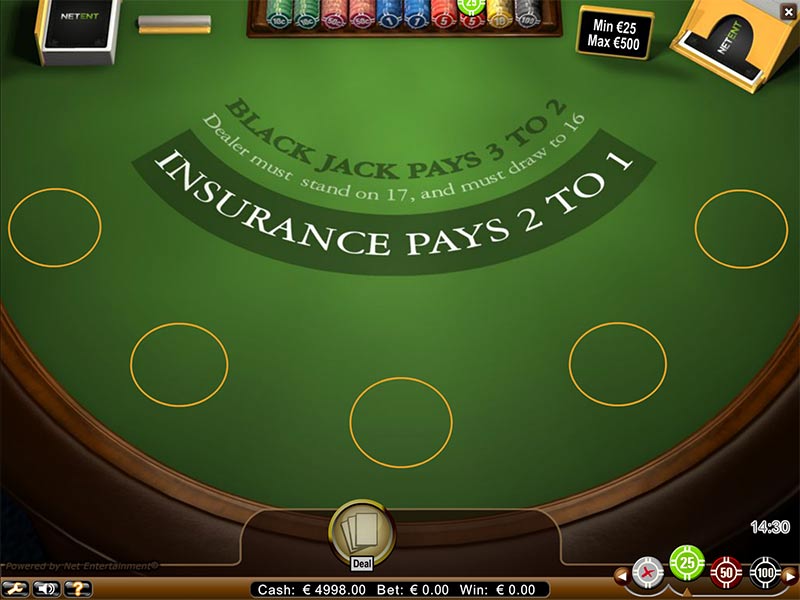 NETENT
10c
25
Min €25
Max €500
NETENT
BLACK JACK PAYS 3 TO 2
Dealer must stand on 17, and must draw to 16
INSURANCE PAYS 2 TO 1
14:30
Deal
Powered by Net Entertainment©
25
50
100
Cash: € 4998.00 Bet: € 0.00 Win: € 0.00
?